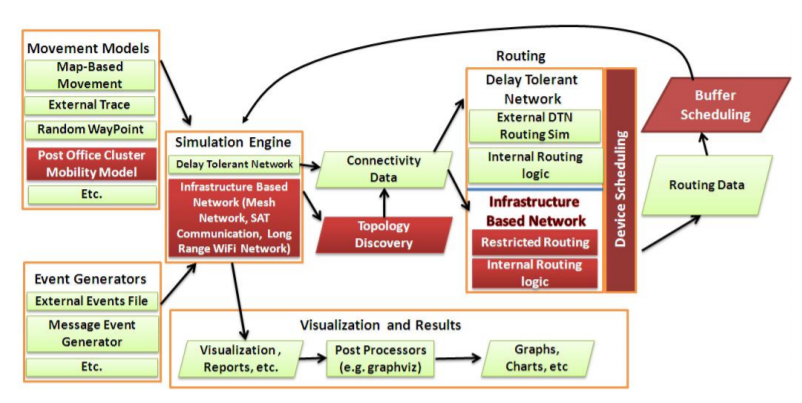 Movement Models
Map-Based
Movement
External Trace
Random WayPoint
Post Office Cluster
Mobility Model
Etc.
Event Generators
External Events File
Message Event
Generator
Etc.
Simulation Engine
Delay Tolerant Network
Infrastructure Based
Network (Mesh
Network, SAT
Communication, Long
Range WiFi Network)
Connectivity
Data
Topology
Discovery
Routing
Delay Tolerant
Network
External DTN
Routing Sim
Internal Routing
logic
Infrastructure
Based Network
Restricted Routing
Internal Routing
logic
Device Scheduling
Buffer
Scheduling
Routing Data
Visualization and Results
Visualization ,
Reports, etc.
Post Processors
(e.g. graphviz)
Graphs,
Charts, etc